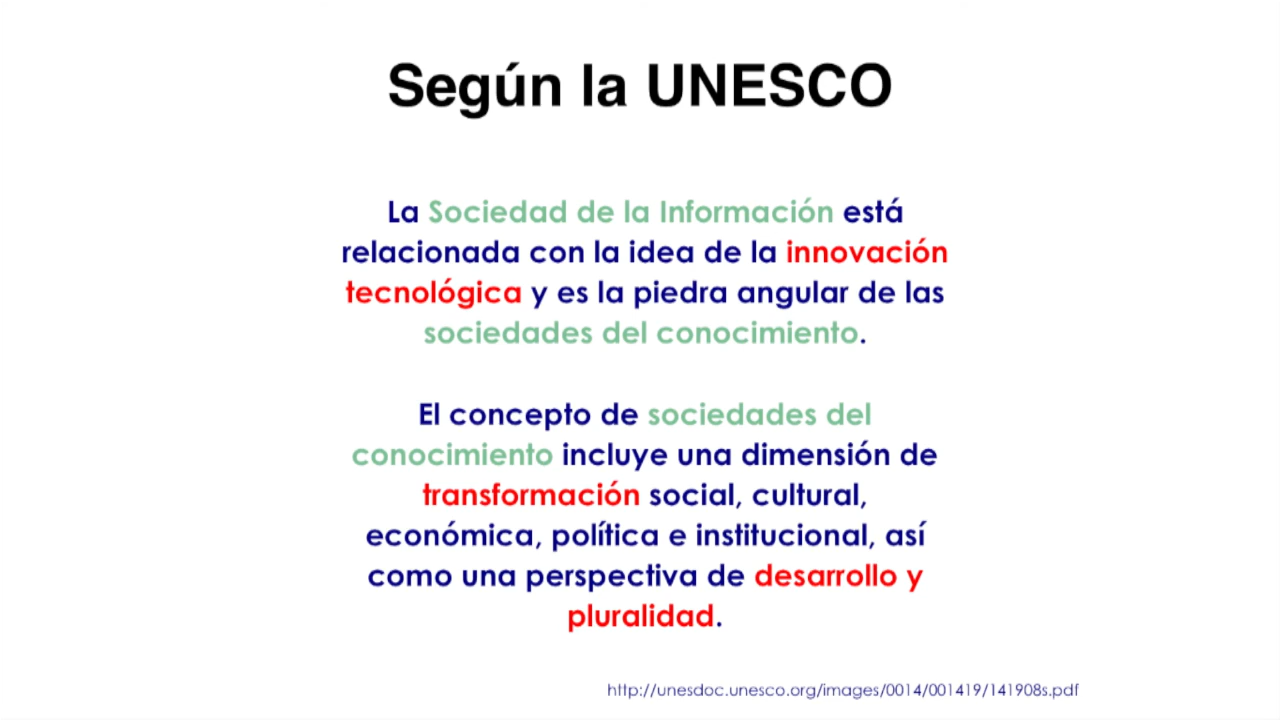 Según la UNESCO
La Sociedad de la Información está
relacionada con la idea de la innovación
tecnológica y es la piedra angular de las
sociedades del conocimiento.
El concepto de sociedades del
conocimiento incluye una dimensión de
transformación social, cultural,
económica, política e institucional, así
como una perspectiva de desarrollo y
pluralidad.
http://unesdoc.unesco.org/images/0014/001419/141908s.pdf